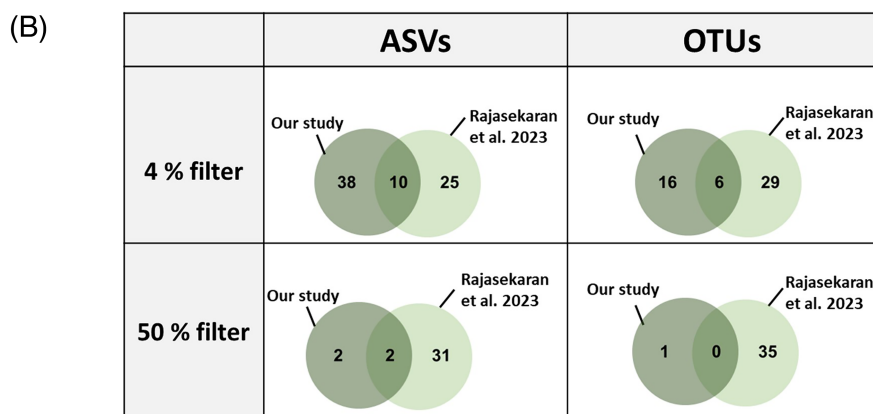 (B)
ASVs
OTUs
4 % filter
Our study
Rajasekaran
et al. 2023
38
10
25
Our study
Rajasekaran
et al. 2023
16
6
29
50 % filter
Our study
Rajasekaran
et al. 2023
2
2
31
Our study
Rajasekaran
et al. 2023
1
0
35